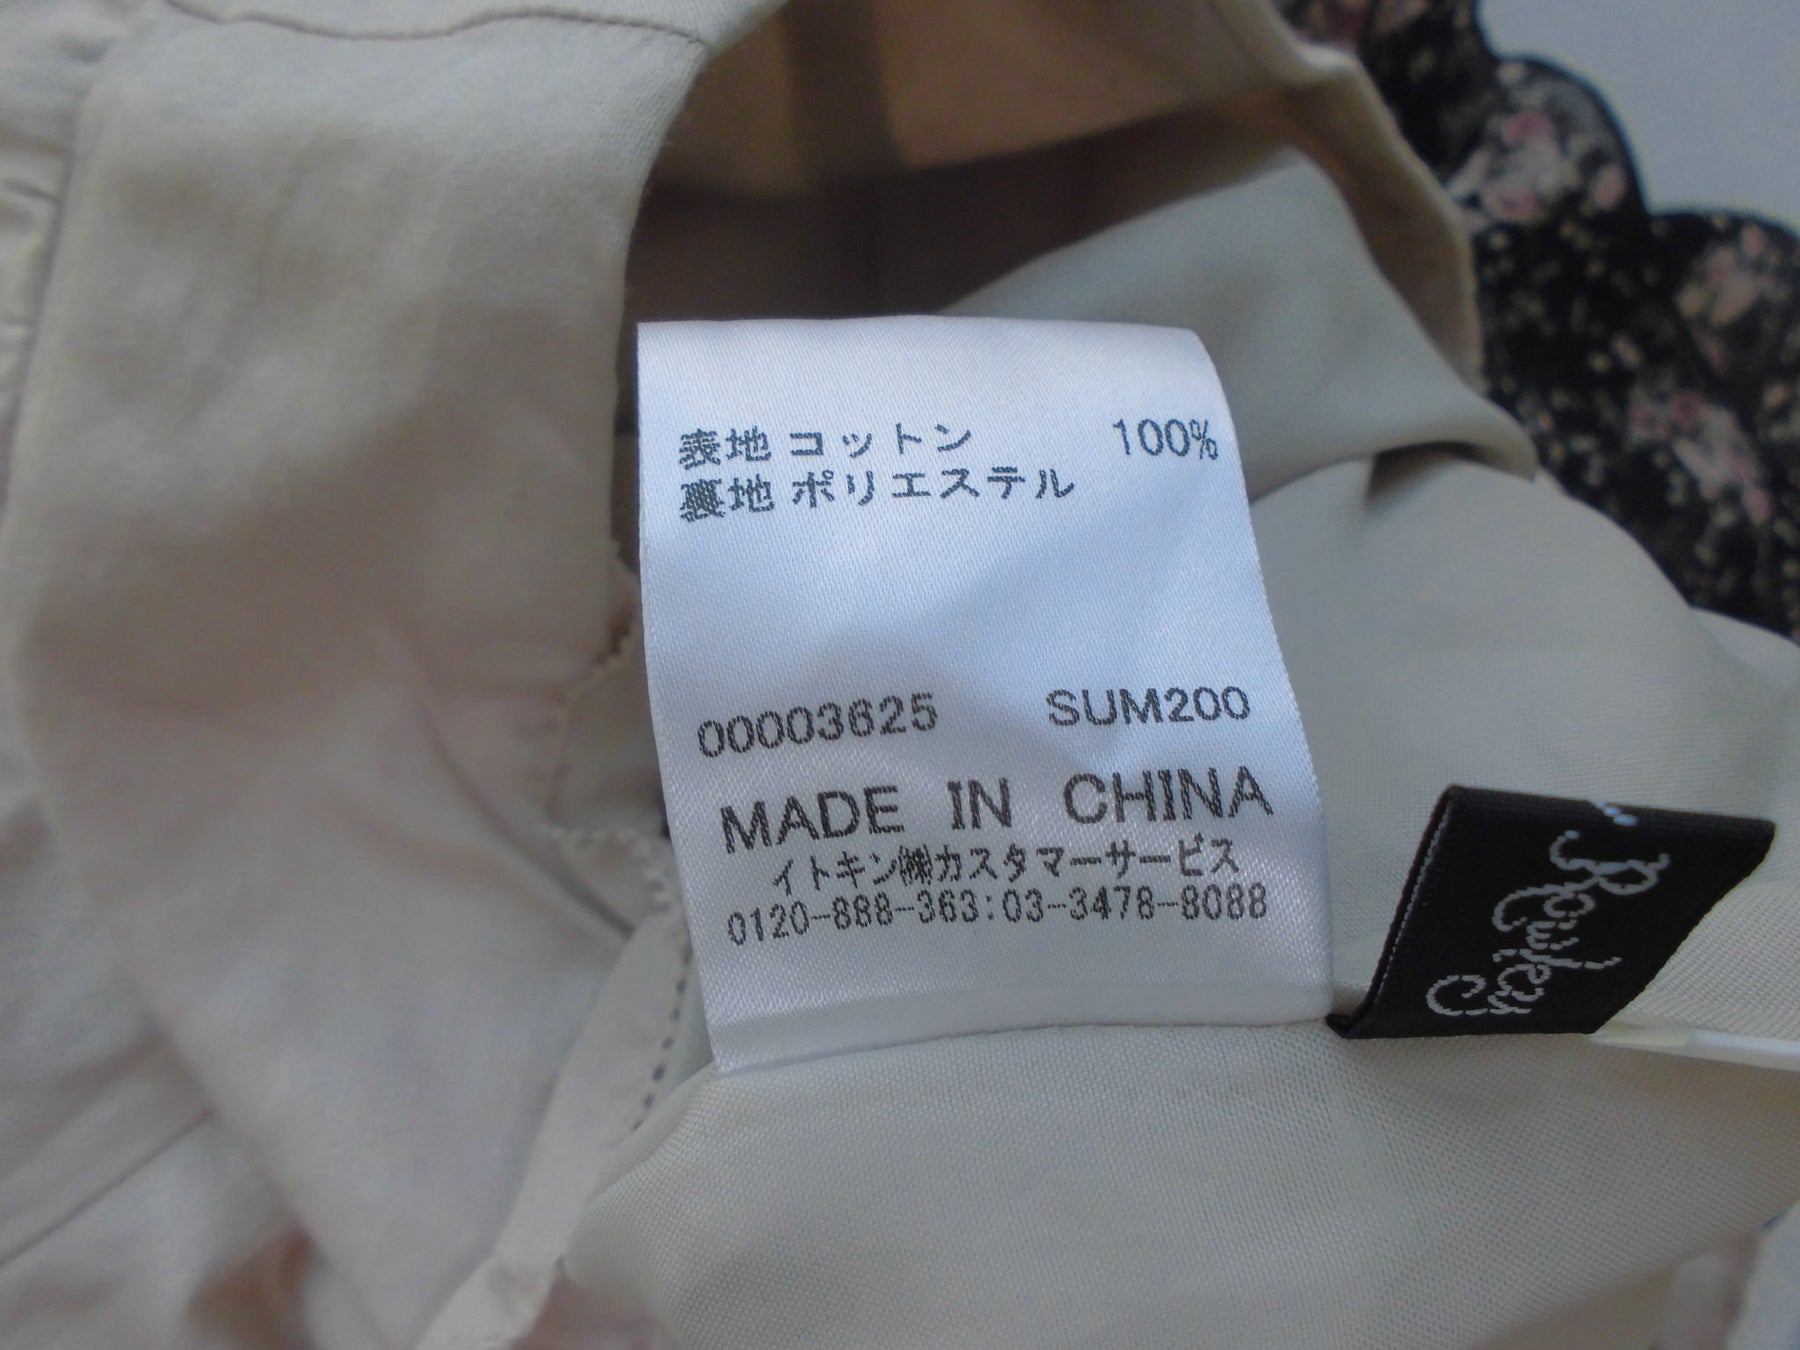 表地 コットン 100%
裏地 ポリエステル
00003625 SUM200
MADE IN CHINA
イトキン㈱カスタマーサービス
0120-888-363:03-3478-8088